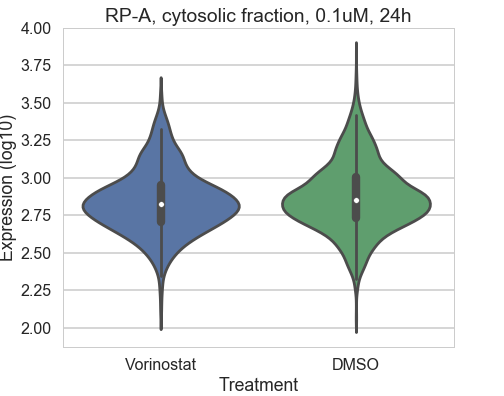 RP-A, cytosolic fraction, 0.1uM, 24h
4.00
3.75
3.50
3.25
3.00
2.75
2.50
2.25
2.00
Expression (log10)
Vorinostat
DMSO
Treatment